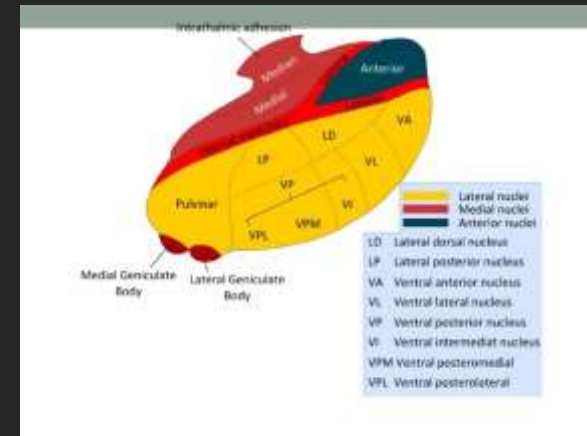 Intrathalmic adhesion
Median
Anterior
Medial
VA
LD
LP
VL
VP
Pulvinar
VI
VPM
VPL
Medial Geniculate
Body
Lateral Geniculate
Body
Lateral nuclei
Medial nuclei
Anterior nuclei
LD Lateral dorsal nucleus
LP Lateral posterior nucleus
VA Ventral anterior nucleus
VL Ventral lateral nucleus
VP Ventral posterior nucleus
VI Ventral intermediat nucleus
VPM Ventral posteromedial
VPL Ventral posterolateral